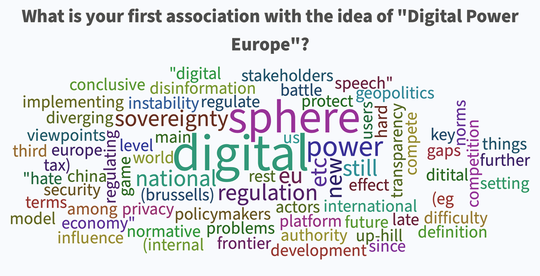 What is your first association with the idea of "Digital Power
Europe"?
"digital stakeholders
conclusive disinformation battle speech"
implementing instability regulate protect geopolitics
diverging sovereignty sphere users hard transparency compete norms
viewpoints main digital us power key things
third europe level regulating game world etc new still gaps competition further
tax) "hate china national rest eu effect ditital setting
security (brussels) regulation (eg
terms among privacy policymakers actors international
model economy" normative problems platform future late difficulty
influence (internal frontier authority up-hill definition
development since